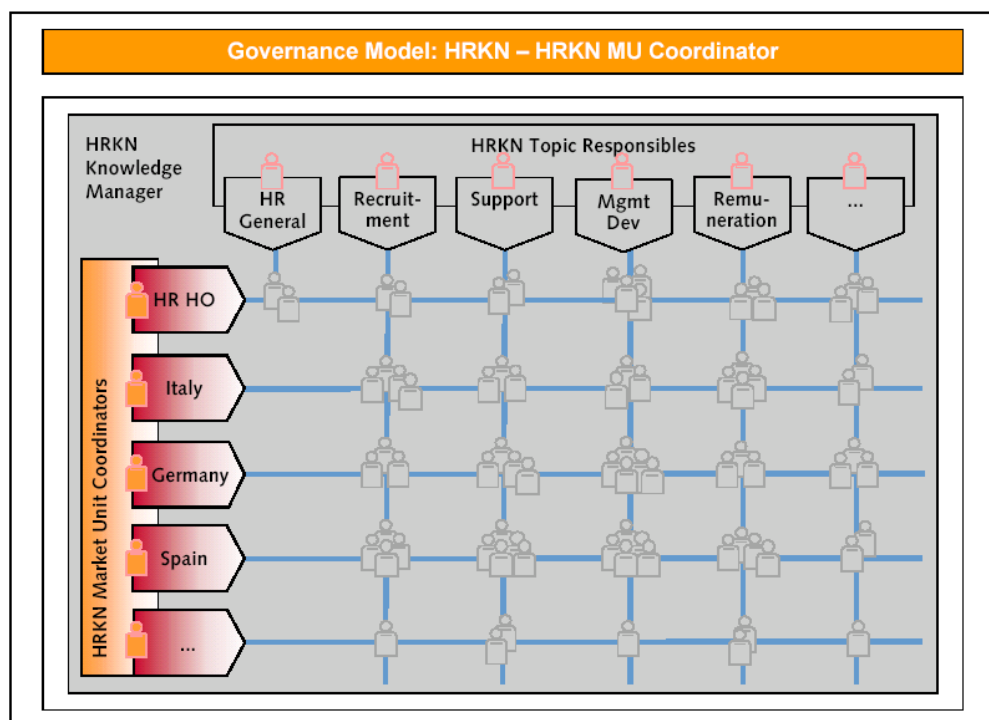 Governance Model: HRKN – HRKN MU Coordinator
HRKN
Knowledge
Manager
HRKN Topic Responsibles
HR
General
Recruit-
ment
Support
Mgmt
Dev
Remu-
neration
...
HRKN Market Unit Coordinators
HR HO
Italy
Germany
Spain
...